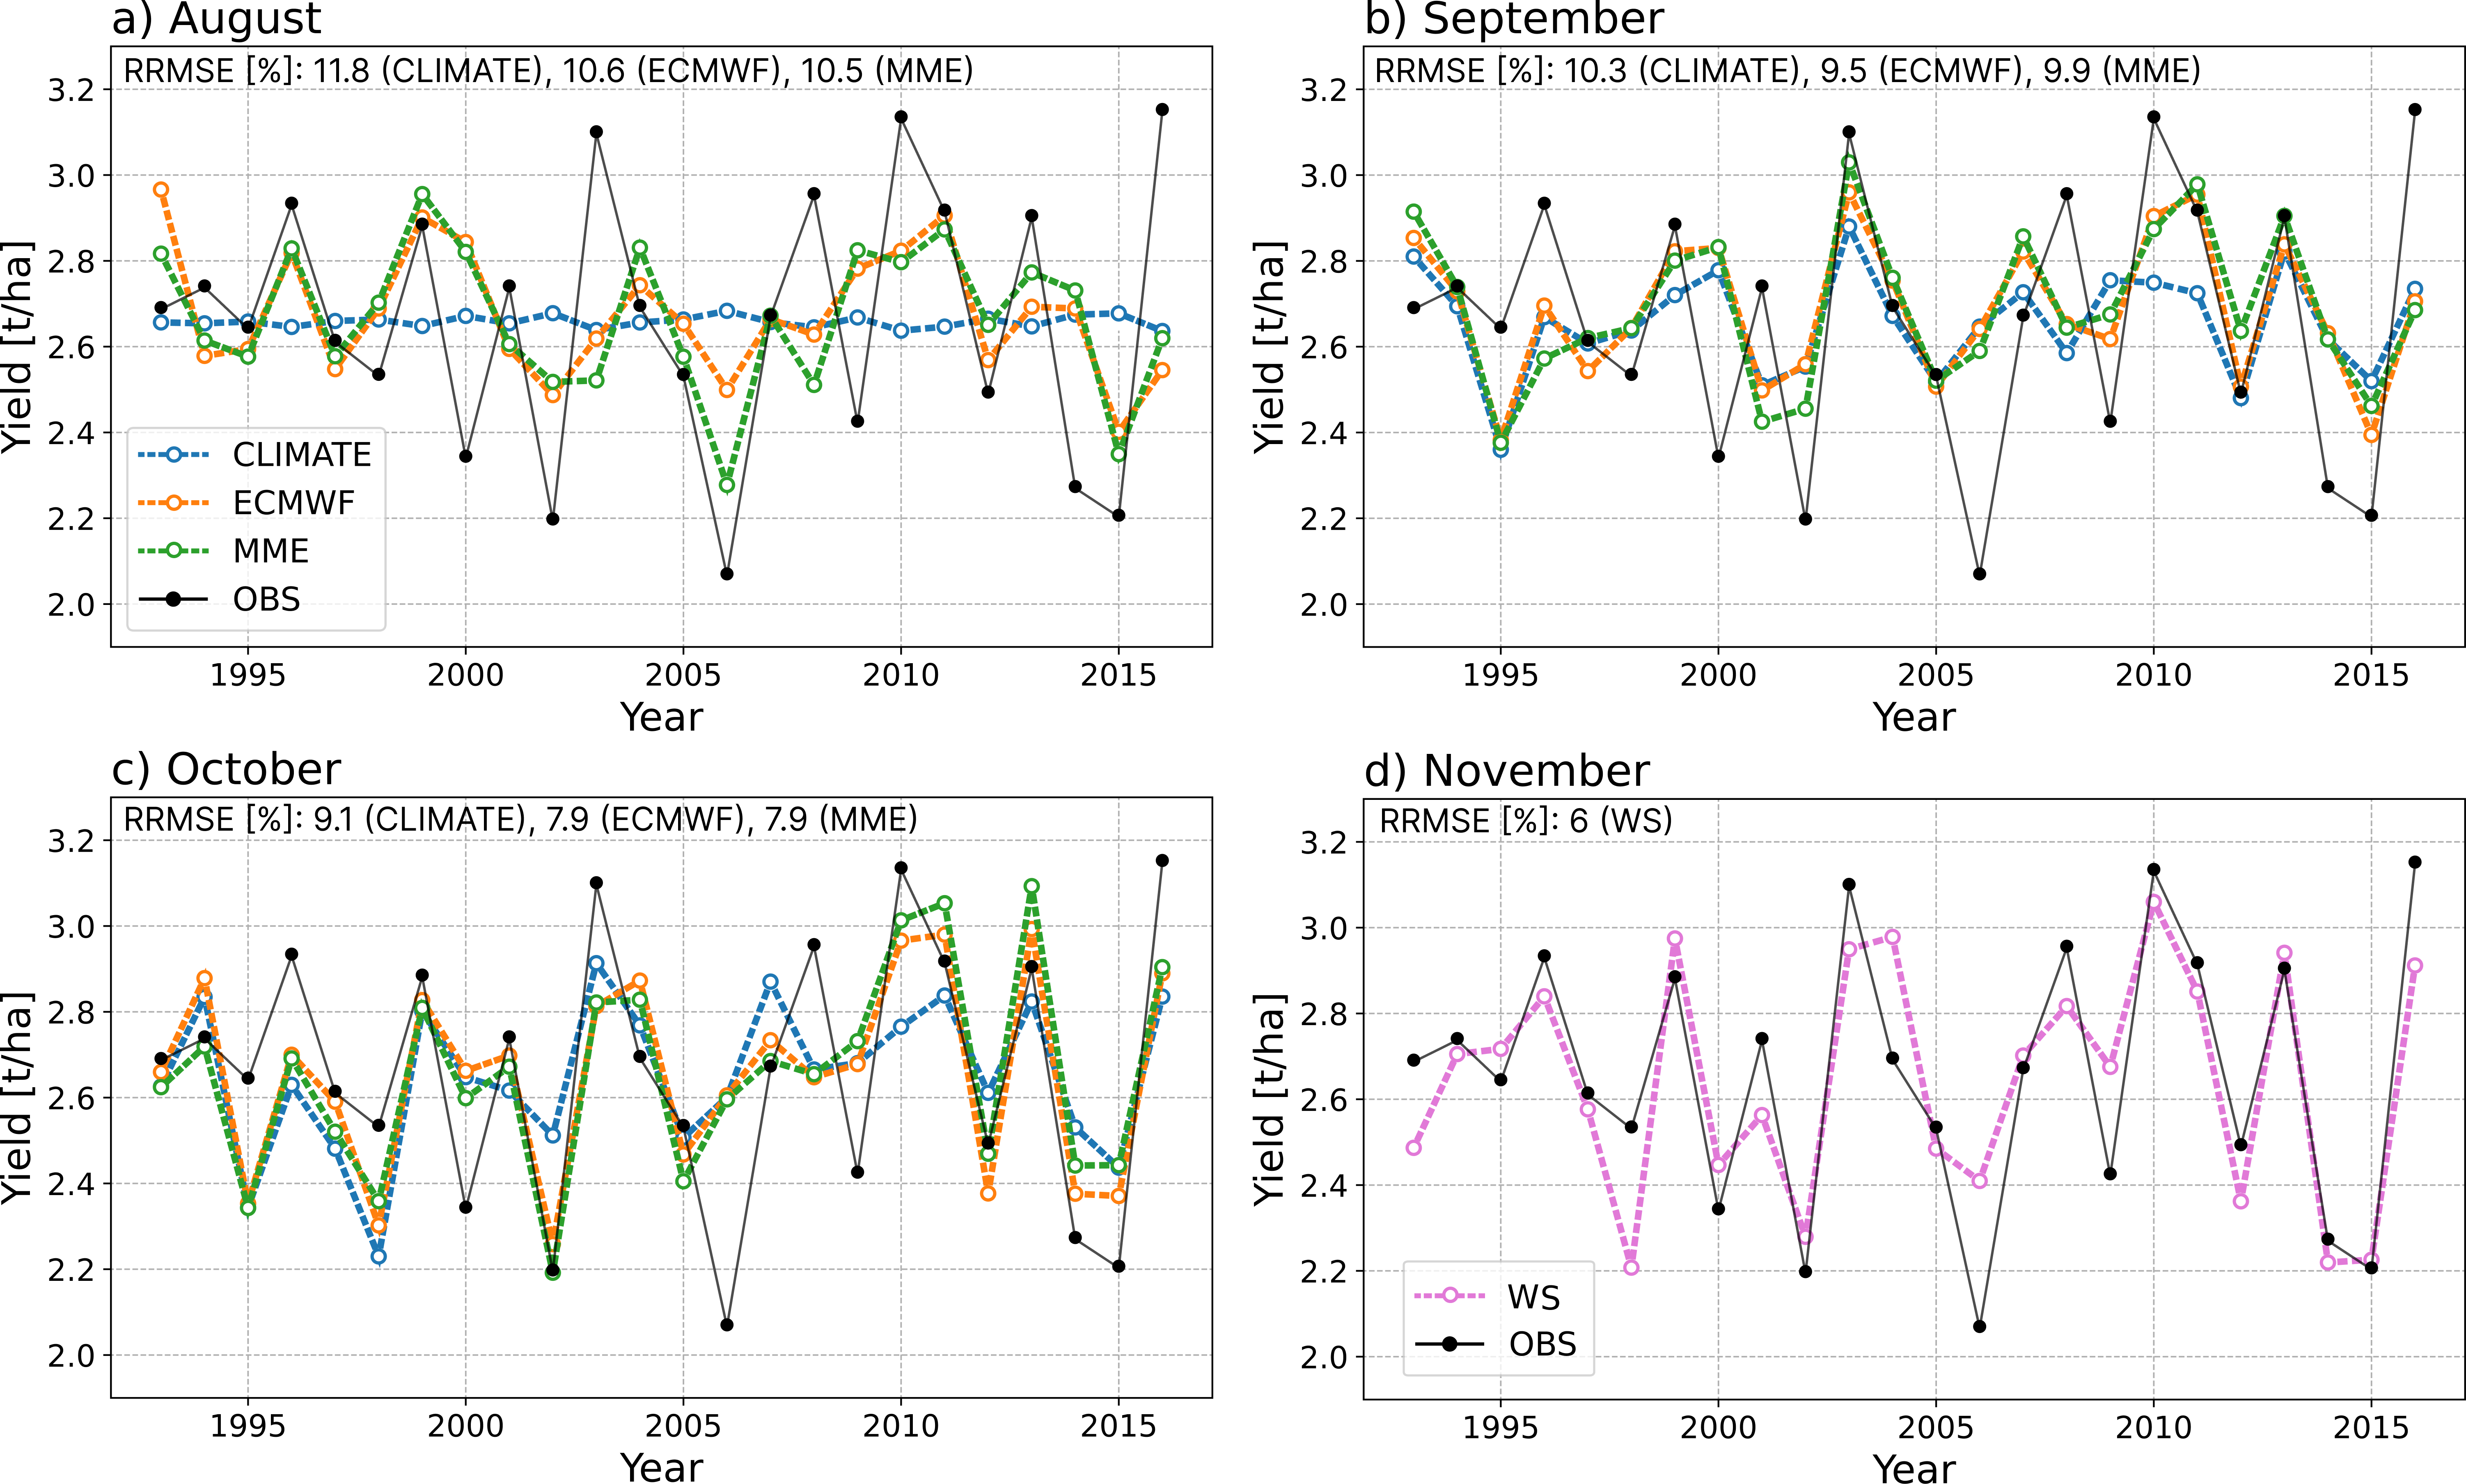 a) August
RRMSE [%]: 11.8 (CLIMATE), 10.6 (ECMWF), 10.5 (MME)
3.2
3.0
2.8
2.6
2.4
2.2
2.0
Yield [t/ha]
CLIMATE
ECMWF
MME
OBS
1995 2000 2005 2010 2015
Year
b) September
RRMSE [%]: 10.3 (CLIMATE), 9.5 (ECMWF), 9.9 (MME)
3.2
3.0
2.8
2.6
2.4
2.2
2.0
Yield [t/ha]
1995 2000 2005 2010 2015
Year
c) October
RRMSE [%]: 9.1 (CLIMATE), 7.9 (ECMWF), 7.9 (MME)
3.2
3.0
2.8
2.6
2.4
2.2
2.0
Yield [t/ha]
1995 2000 2005 2010 2015
Year
d) November
RRMSE [%]: 6 (WS)
3.2
3.0
2.8
2.6
2.4
2.2
2.0
Yield [t/ha]
WS
OBS
1995 2000 2005 2010 2015
Year